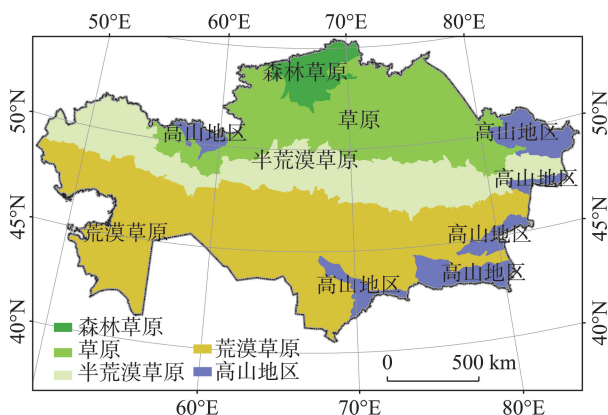 50°E 60°E 70°E 80°E
森林草原
50°N 高山地区 草原 高山地区 50°N
半荒漠草原
高山地区
45°N 荒漠草原 高山地区 45°N
高山地区 高山地区
40°N 森林草原 40°N
草原 荒漠草原
半荒漠草原 高山地区
0 500 km
60°E 70°E 80°E